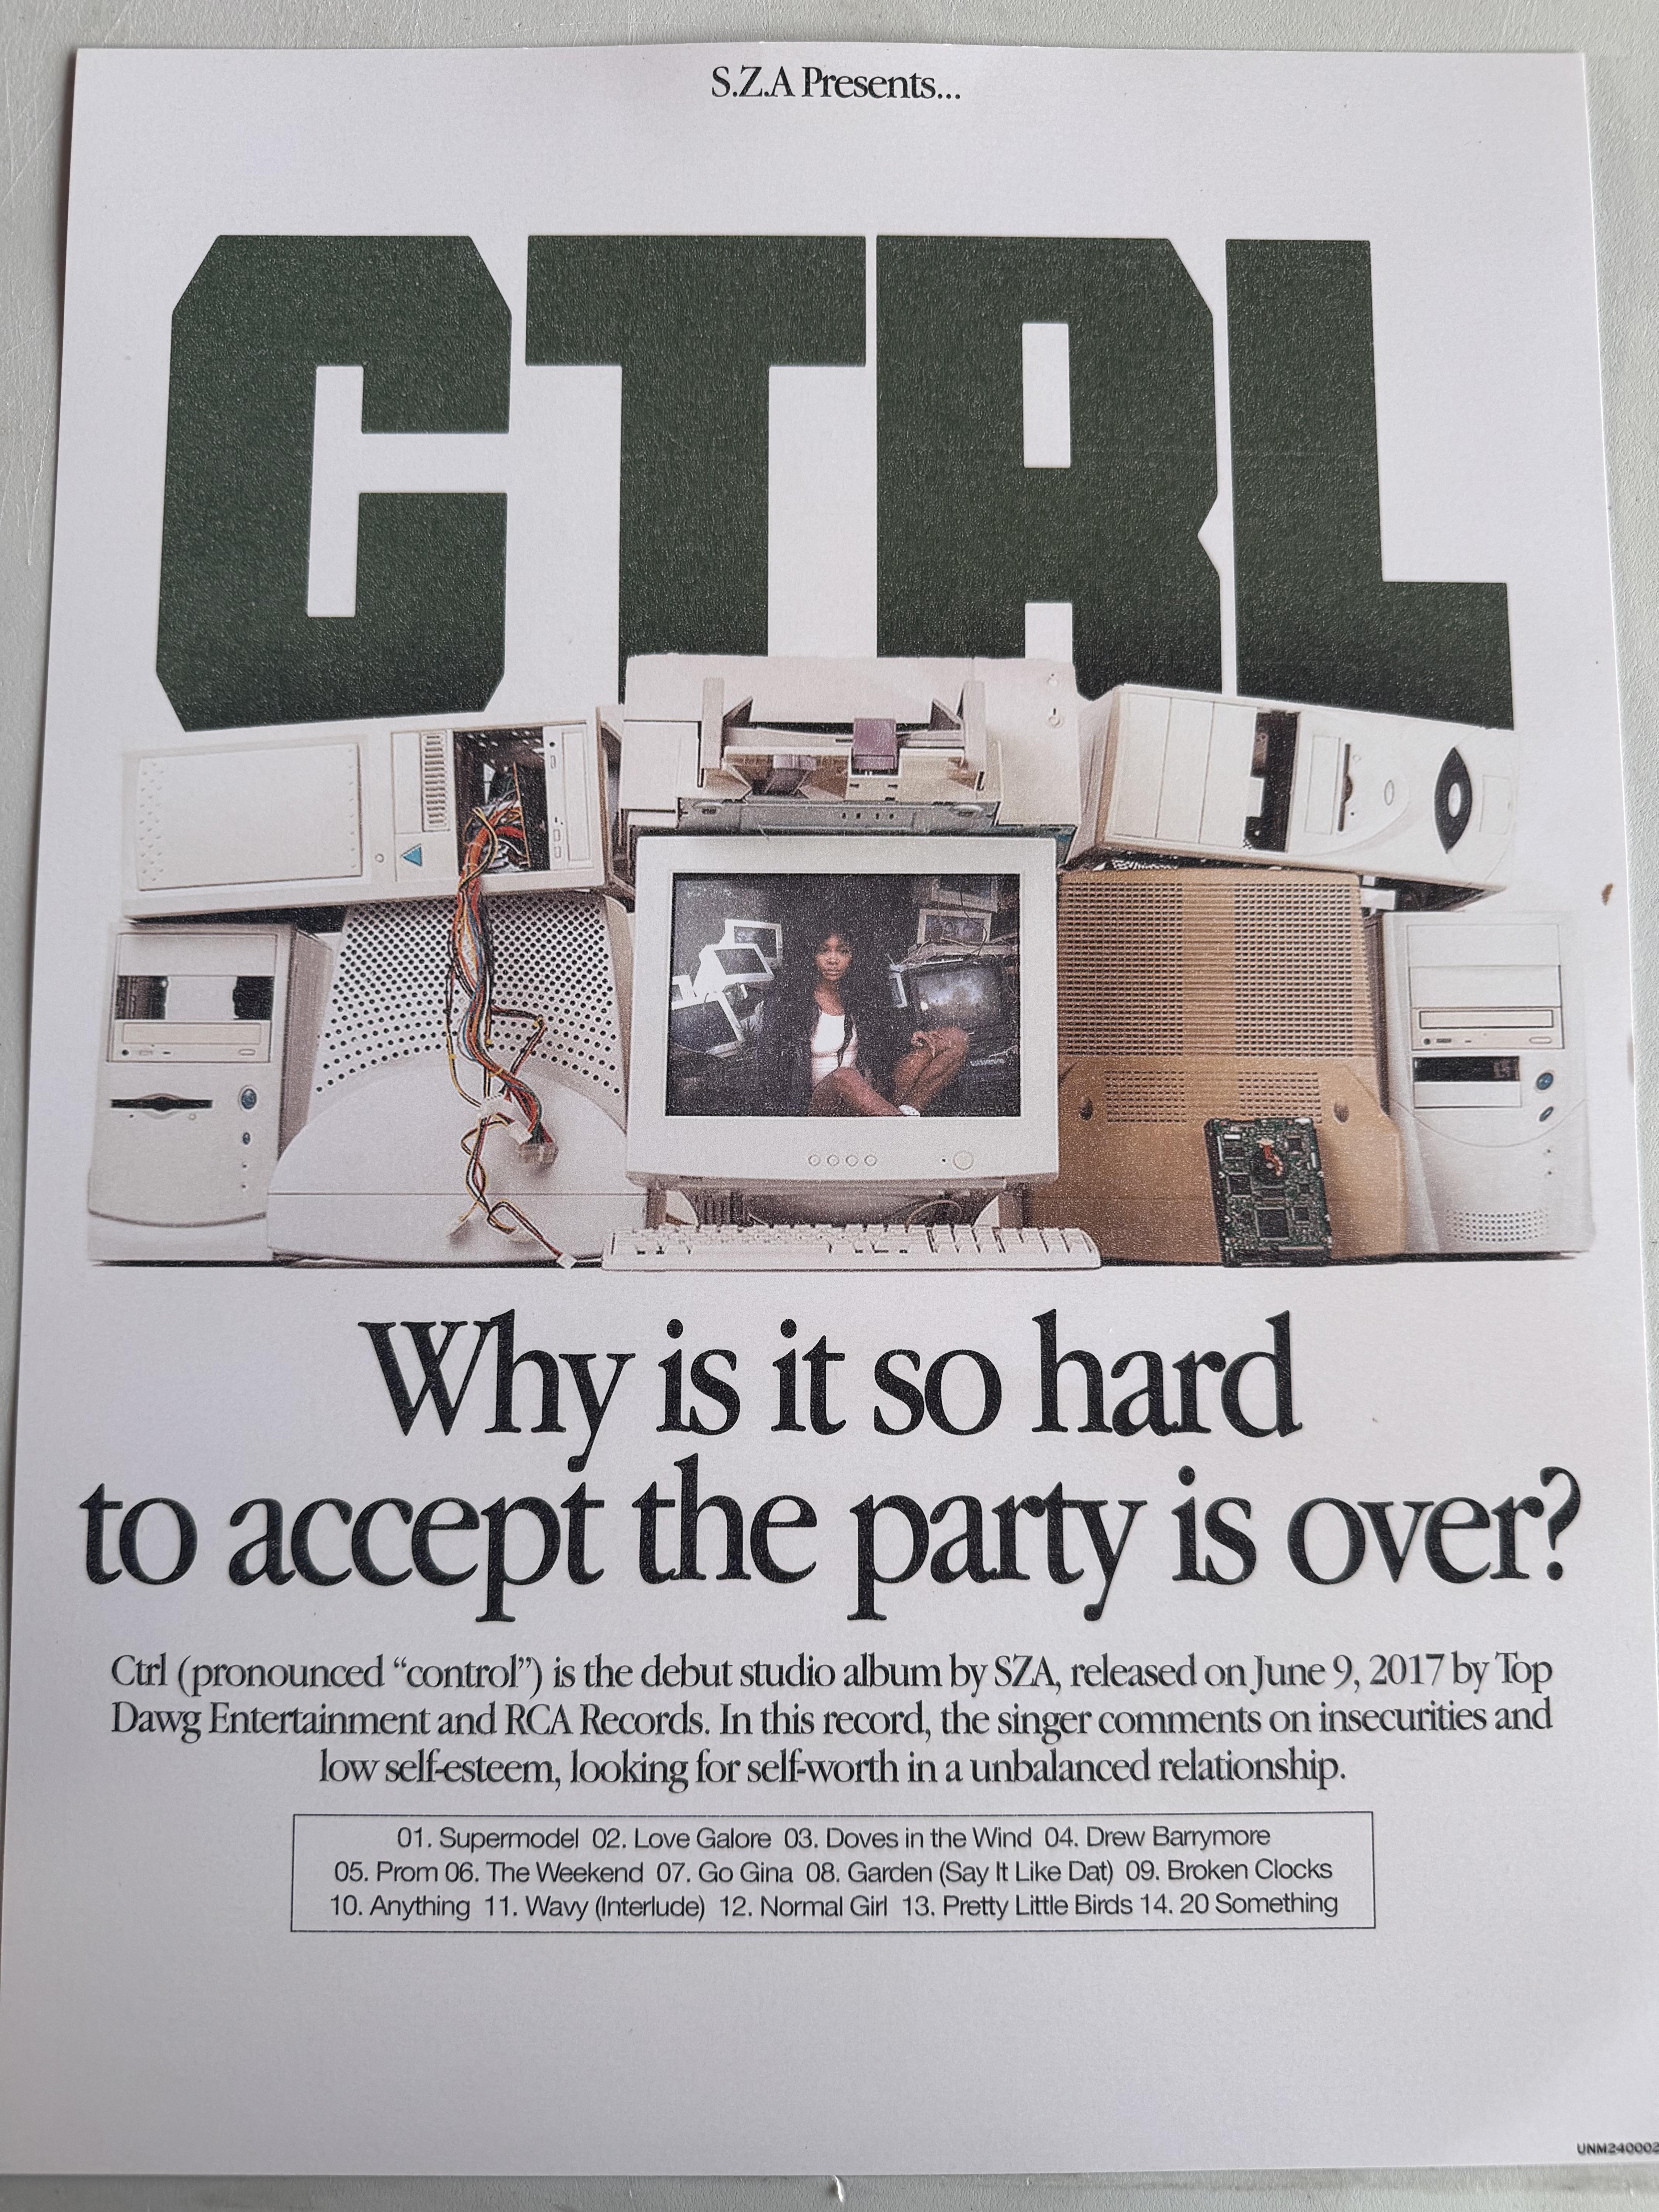 S.Z.A Presents...
CTRL
Why is it so hard
to accept the party is over?
Ctrl (pronounced “control”) is the debut studio album by SZA, released on June 9, 2017 by Top
Dawg Entertainment and RCA Records. In this record, the singer comments on insecurities and
low self-esteem, looking for self-worth in a unbalanced relationship.
01. Supermodel 02. Love Galore 03. Doves in the Wind 04. Drew Barrymore
05. Prom 06. The Weekend 07. Go Gina 08. Garden (Say It Like Dat) 09. Broken Clocks
10. Anything 11. Wavy (Interlude) 12. Normal Girl 13. Pretty Little Birds 14. 20 Something
UNM240002